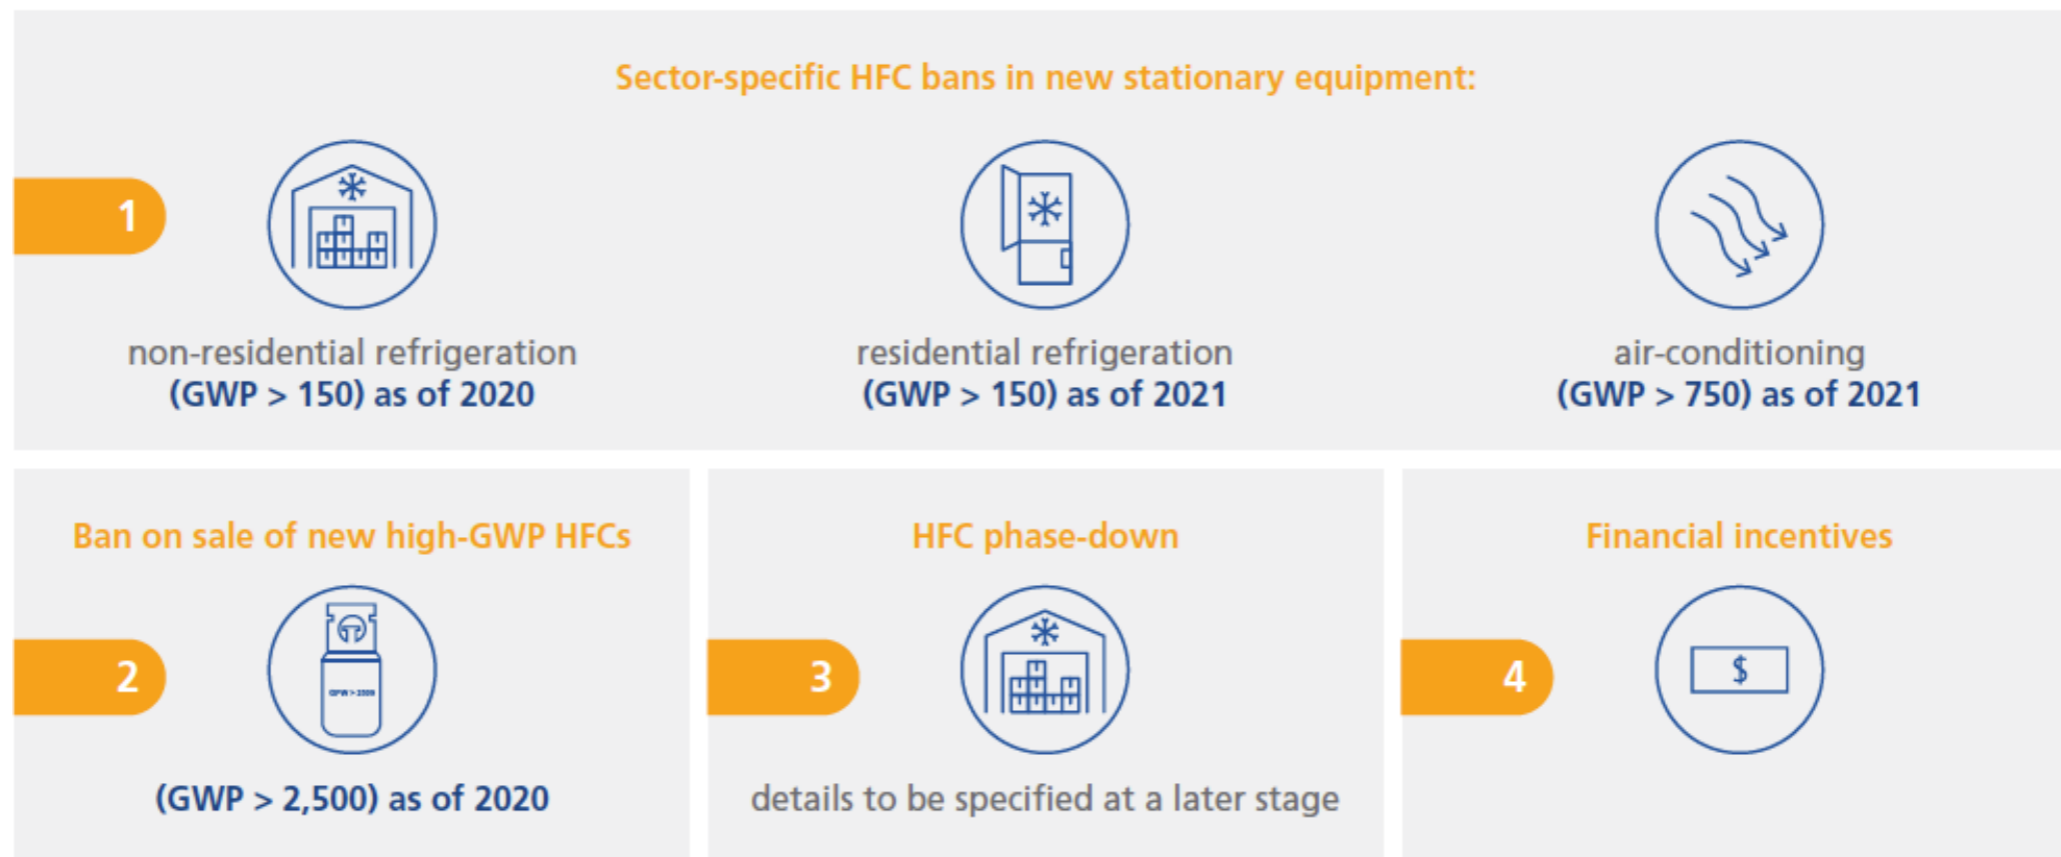 Sector-specific HFC bans in new stationary equipment:
1
non-residential refrigeration
(GWP > 150) as of 2020
residential refrigeration
(GWP > 150) as of 2021
air-conditioning
(GWP > 750) as of 2021
Ban on sale of new high-GWP HFCs
2
(GWP > 2,500) as of 2020
HFC phase-down
3
details to be specified at a later stage
Financial incentives
4
$